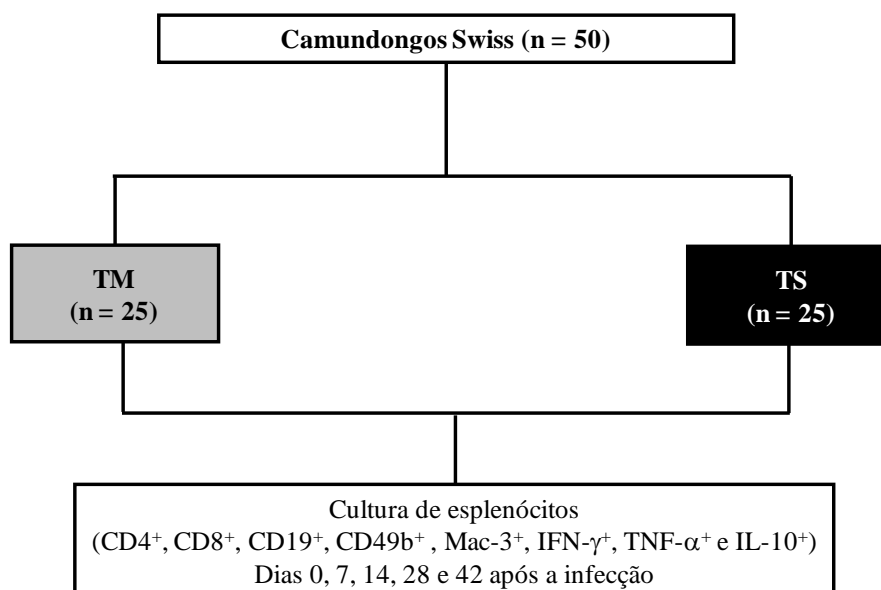 Camundongos Swiss (n = 50)
TM
(n = 25)
TS
(n = 25)
Cultura de esplenócitos
(CD4⁺, CD8⁺, CD19⁺, CD49b⁺ , Mac-3⁺, IFN-γ⁺, TNF-α⁺ e IL-10⁺)
Dias 0, 7, 14, 28 e 42 após a infecção